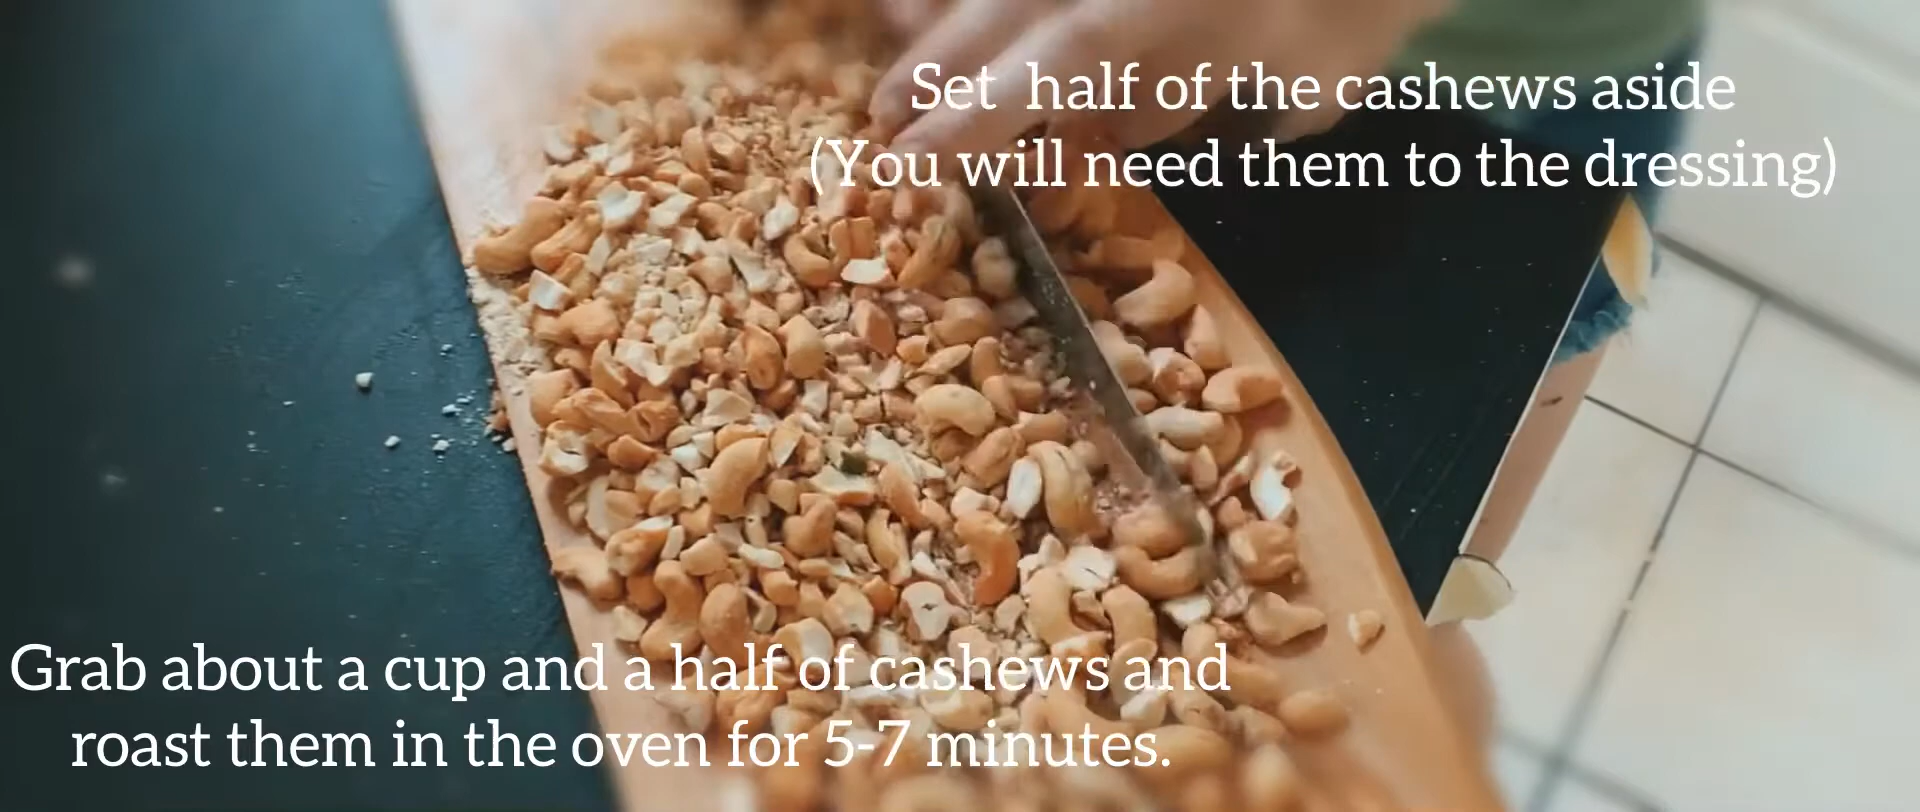 Set half of the cashews aside
(You will need them to the dressing)
Grab about a cup and a half of cashews and
roast them in the oven for 5-7 minutes.